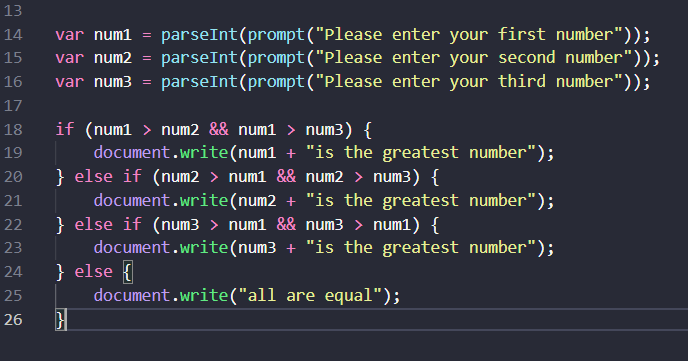 13
14 var num1 = parseInt(prompt("Please enter your first number"));
15 var num2 = parseInt(prompt("Please enter your second number"));
16 var num3 = parseInt(prompt("Please enter your third number"));
17
18 if (num1 > num2 && num1 > num3) {
19     document.write(num1 + "is the greatest number");
20 } else if (num2 > num1 && num2 > num3) {
21     document.write(num2 + "is the greatest number");
22 } else if (num3 > num1 && num3 > num1) {
23     document.write(num3 + "is the greatest number");
24 } else {
25     document.write("all are equal");
26 }